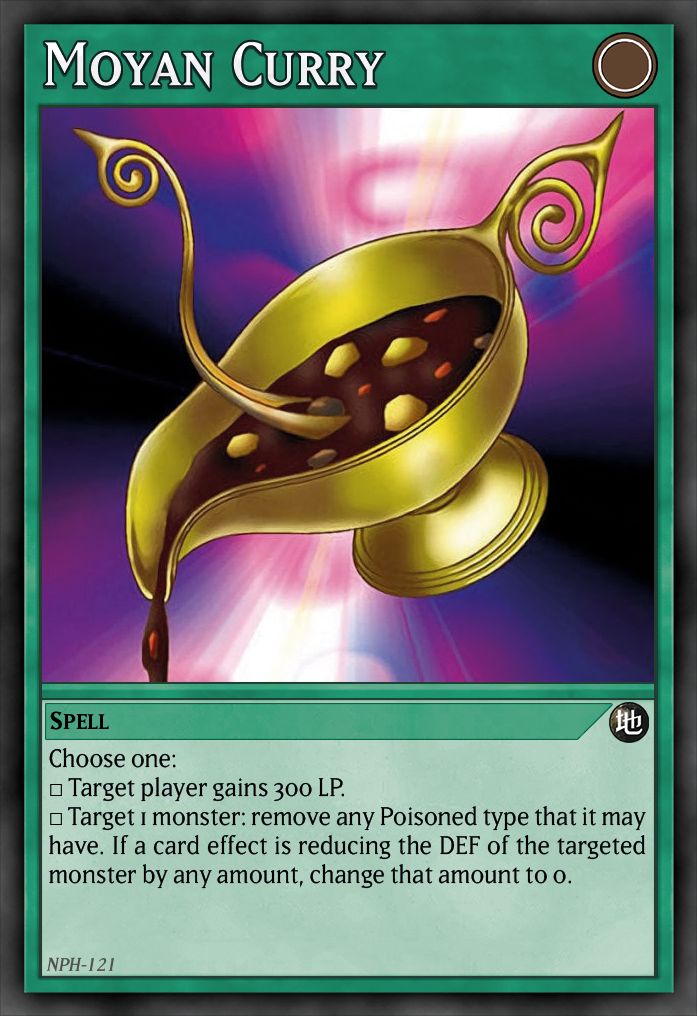 Moyan Curry
Spell
地
Choose one:
□ Target player gains 300 LP.
□ Target 1 monster: remove any Poisoned type that it may
have. If a card effect is reducing the DEF of the targeted
monster by any amount, change that amount to 0.
NPH-121